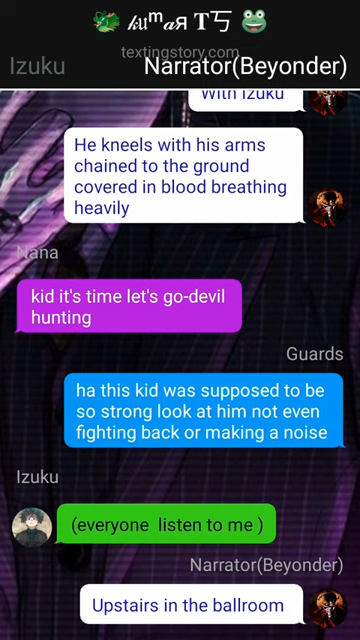 🐲 𝓀𝒾𝓁ᵐ𝒶я 𝐓丂 🐸
textingstory.com
Izuku Narrator(Beyonder)
With Izuku
He kneels with his arms
chained to the ground
covered in blood breathing
heavily
Nana
kid it's time let's go-devil
hunting
Guards
ha this kid was supposed to be
so strong look at him not even
fighting back or making a noise
Izuku
(everyone  listen to me )
Narrator(Beyonder)
Upstairs in the ballroom